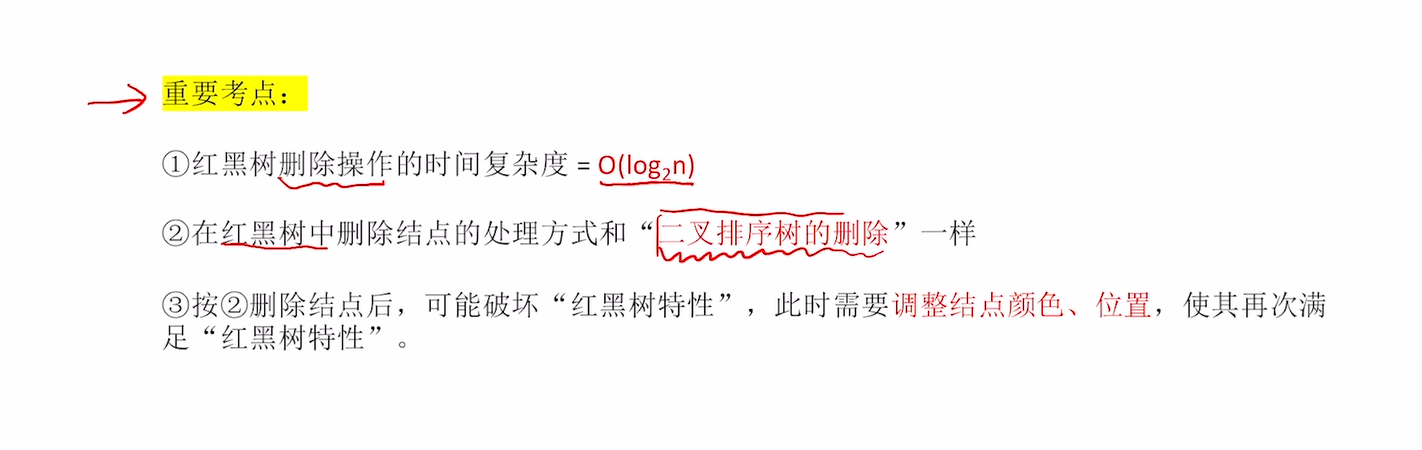 重要考点：
①红黑树删除操作的时间复杂度 = O(log₂n)
②在红黑树中删除结点的处理方式和“二叉排序树的删除”一样
③按②删除结点后，可能破坏“红黑树特性”，此时需要调整结点颜色、位置，使其再次满
足“红黑树特性”。